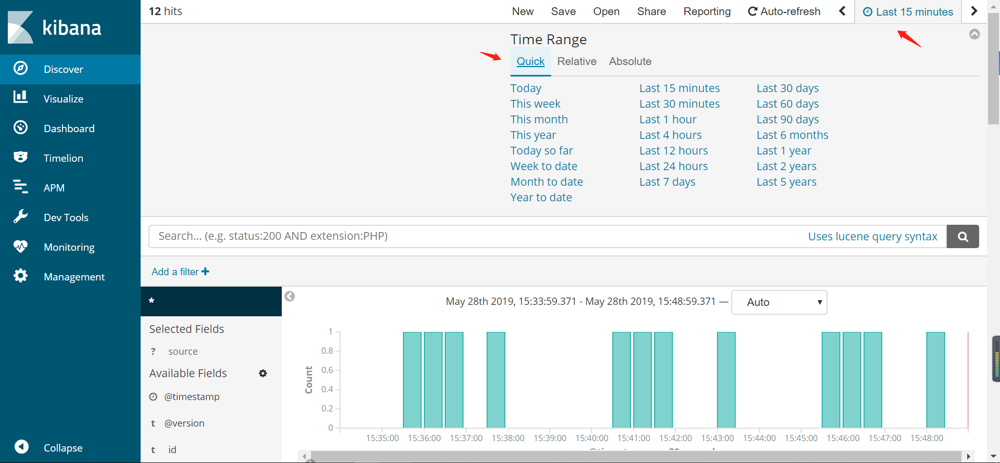 kibana
Discover
Visualize
Dashboard
Timelion
APM
Dev Tools
Monitoring
Management
Collapse
12 hits
New Save Open Share Reporting Auto-refresh Last 15 minutes
Time Range
Quick Relative Absolute
Today Last 15 minutes Last 30 days
This week Last 30 minutes Last 60 days
This month Last 1 hour Last 90 days
This year Last 4 hours Last 6 months
Today so far Last 12 hours Last 1 year
Week to date Last 24 hours Last 2 years
Month to date Last 7 days Last 5 years
Year to date
Search... (e.g. status:200 AND extension:PHP) Uses lucene query syntax
Add a filter +
*
Selected Fields
? source
Available Fields
@timestamp
t @version
t id
May 28th 2019, 15:33:59.371 - May 28th 2019, 15:48:59.371 — Auto
Count
1
0.8
0.6
0.4
0.2
0
15:35:00 15:36:00 15:37:00 15:38:00 15:39:00 15:40:00 15:41:00 15:42:00 15:43:00 15:44:00 15:45:00 15:46:00 15:47:00 15:48:00